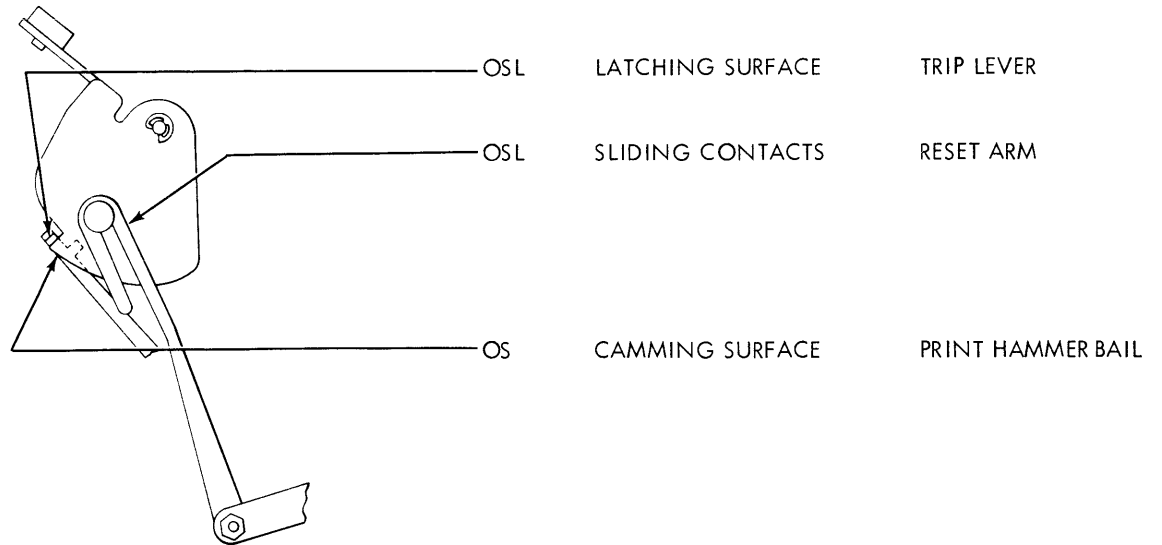 OSL LATCHING SURFACE TRIP LEVER
OSL SLIDING CONTACTS RESET ARM
OS CAMMING SURFACE PRINT HAMMER BAIL